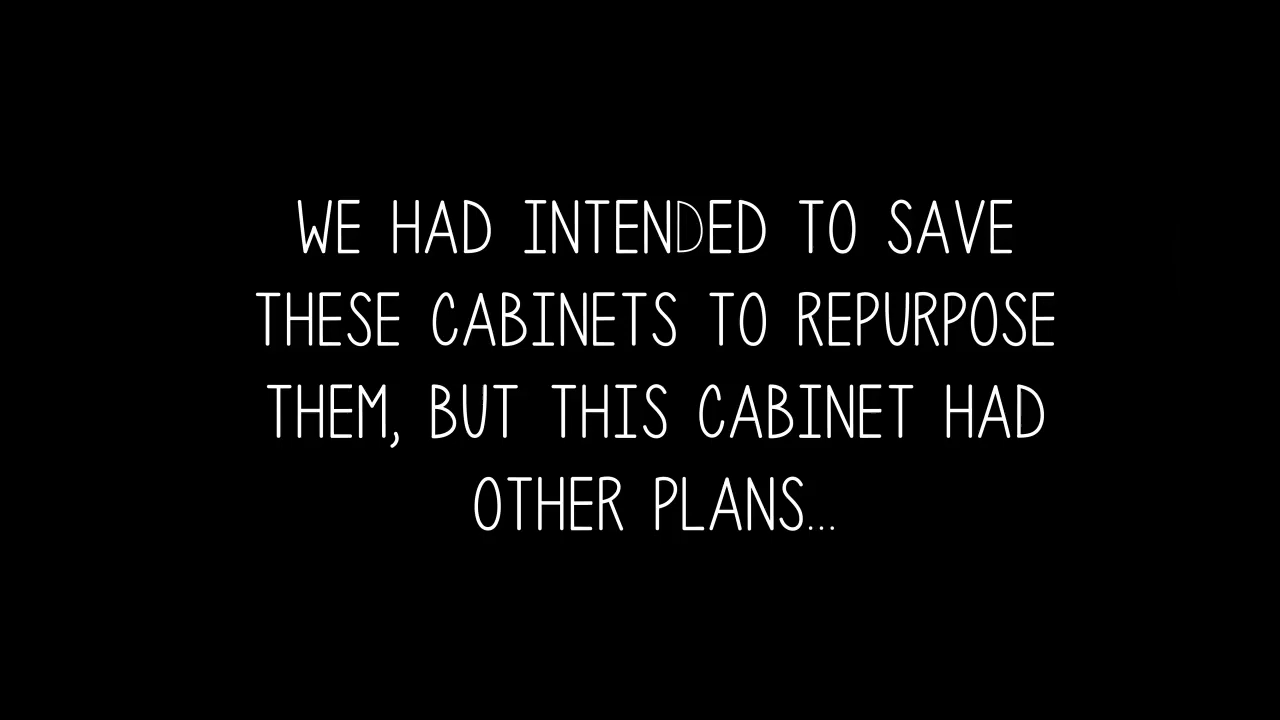 WE HAD INTENDED TO SAVE
THESE CABINETS TO REPURPOSE
THEM, BUT THIS CABINET HAD
OTHER PLANS...